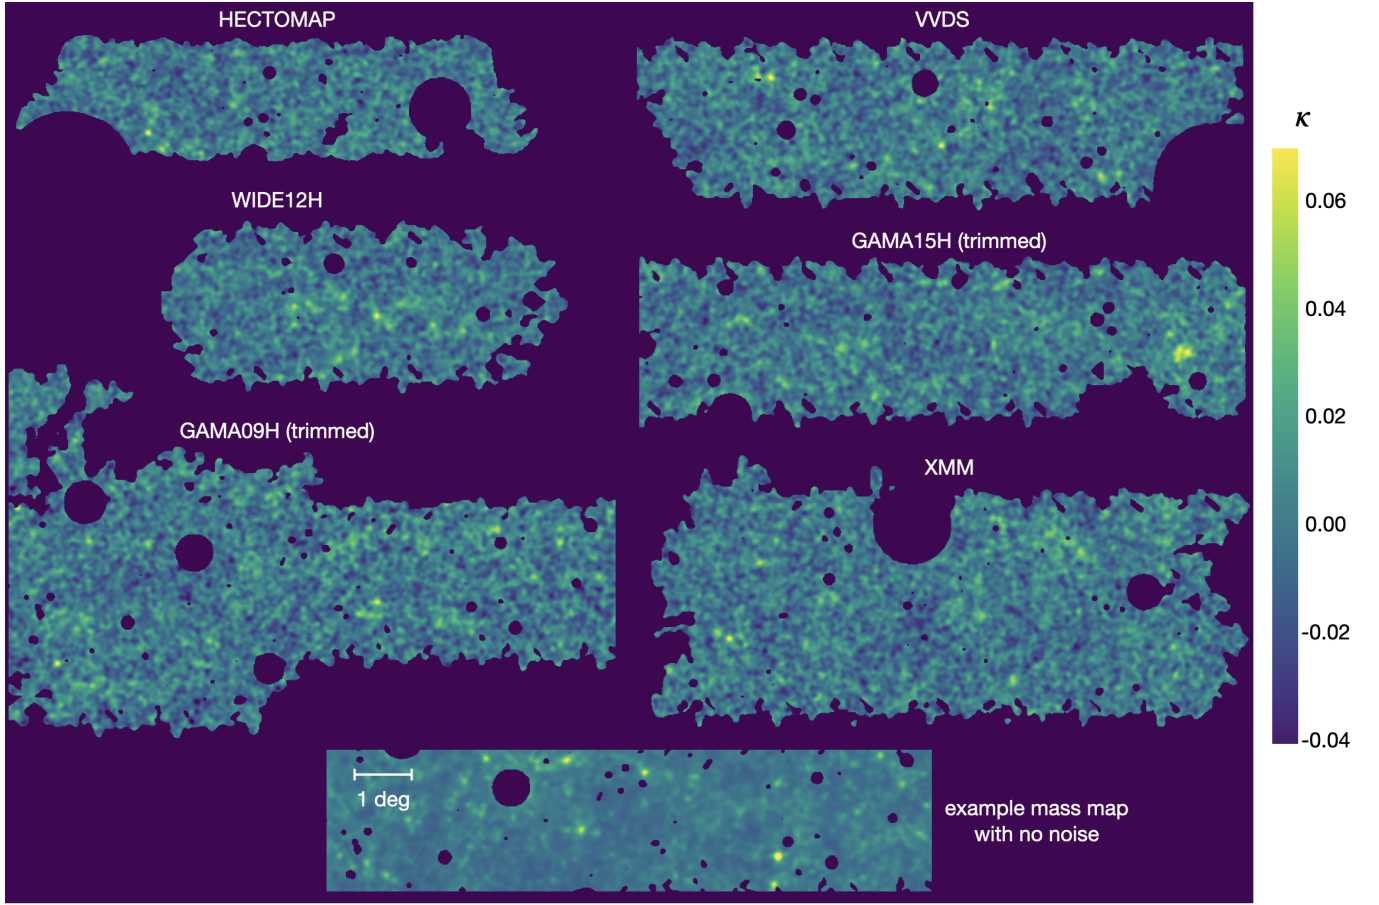 HECTOMAP
VVDS
κ
0.06
0.04
0.02
0.00
-0.02
-0.04
WIDE12H
GAMA15H (trimmed)
GAMA09H (trimmed)
XMM
1 deg
example mass map
with no noise